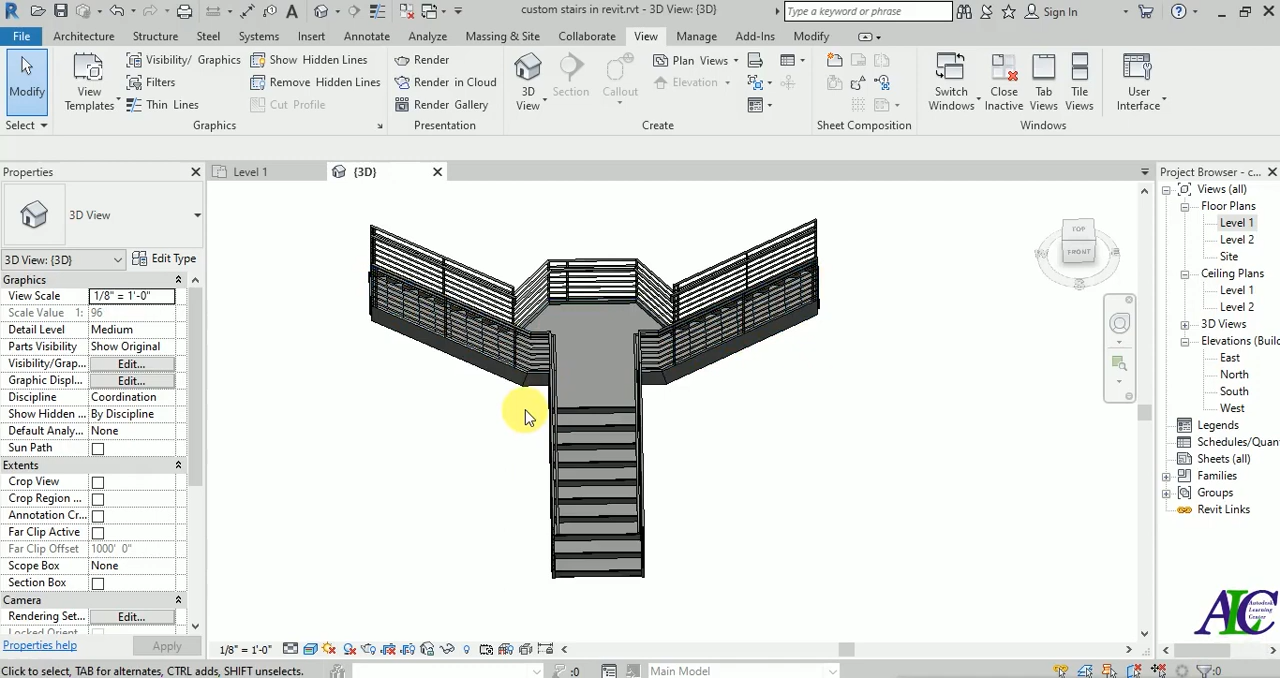 custom stairs in revit.rvt - 3D View: {3D}
Type a keyword or phrase
Sign In
File Architecture Structure Steel Systems Insert Annotate Analyze Massing & Site Collaborate View Manage Add-Ins Modify
Modify
Select
View
Templates
Visibility/ Graphics
Filters
Thin Lines
Show Hidden Lines
Remove Hidden Lines
Cut Profile
Graphics
Render
Render in Cloud
Render Gallery
Presentation
3D
View
Section
Callout
Plan Views
Elevation
Create
Sheet Composition
Switch
Windows
Close
Inactive
Tab
Views
Tile
Views
Windows
User
Interface
Properties
3D View
3D View: {3D}
Edit Type
Graphics
View Scale 1/8" = 1'-0"
Scale Value 1: 96
Detail Level Medium
Parts Visibility Show Original
Visibility/Grap... Edit...
Graphic Displ... Edit...
Discipline Coordination
Show Hidden ... By Discipline
Default Analy... None
Sun Path
Extents
Crop View
Crop Region ...
Annotation Cr...
Far Clip Active
Far Clip Offset 1000' 0"
Scope Box None
Section Box
Camera
Rendering Set... Edit...
Properties help
Apply
Level 1
{3D}
TOP
FRONT
Project Browser - c...
Views (all)
Floor Plans
Level 1
Level 2
Site
Ceiling Plans
Level 1
Level 2
3D Views
Elevations (Buil
East
North
South
West
Legends
Schedules/Quan
Sheets (all)
Families
Groups
Revit Links
ALC
Autodesk
Learning
Center
1/8" = 1'-0"
Click to select, TAB for alternates, CTRL adds, SHIFT unselects.
:0
Main Model
:0